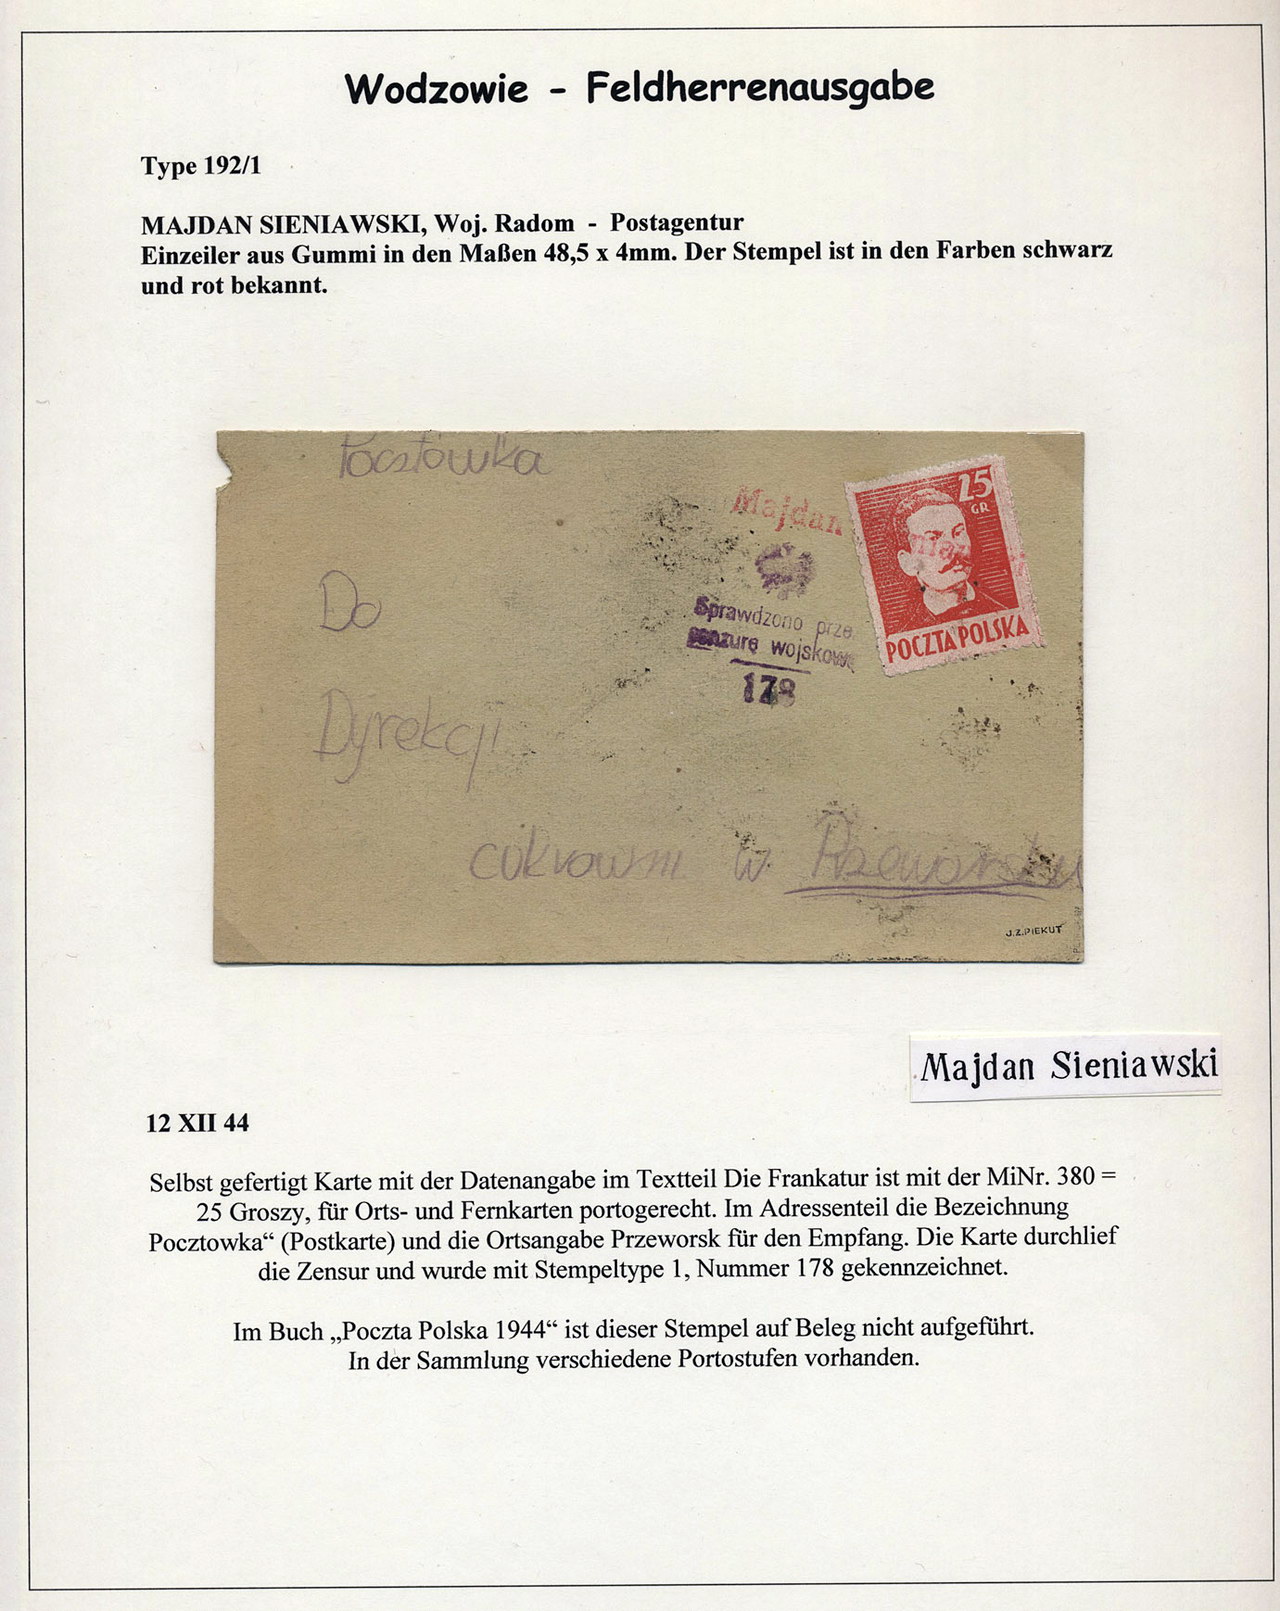 Wodzowie - Feldherrenausgabe
Type 192/1
MAJDAN SIENIAWSKI, Woj. Radom - Postagentur
Einzeiler aus Gummi in den Maßen 48,5 x 4mm. Der Stempel ist in den Farben schwarz
und rot bekannt.
Pocztówka
Majdan
25
GR
POCZTA POLSKA
Do
Sprawdzono prze
cenzurę wojskową
178
Dyrekcji
cukrowni w Przeworsku
J.Z.PIEKUT
Majdan Sieniawski
12 XII 44
Selbst gefertigt Karte mit der Datenangabe im Textteil Die Frankatur ist mit der MiNr. 380 =
25 Groszy, für Orts- und Fernkarten portogerecht. Im Adressenteil die Bezeichnung
Pocztowka“ (Postkarte) und die Ortsangabe Przeworsk für den Empfang. Die Karte durchlief
die Zensur und wurde mit Stempeltype 1, Nummer 178 gekennzeichnet.
Im Buch „Poczta Polska 1944“ ist dieser Stempel auf Beleg nicht aufgeführt.
In der Sammlung verschiedene Portostufen vorhanden.